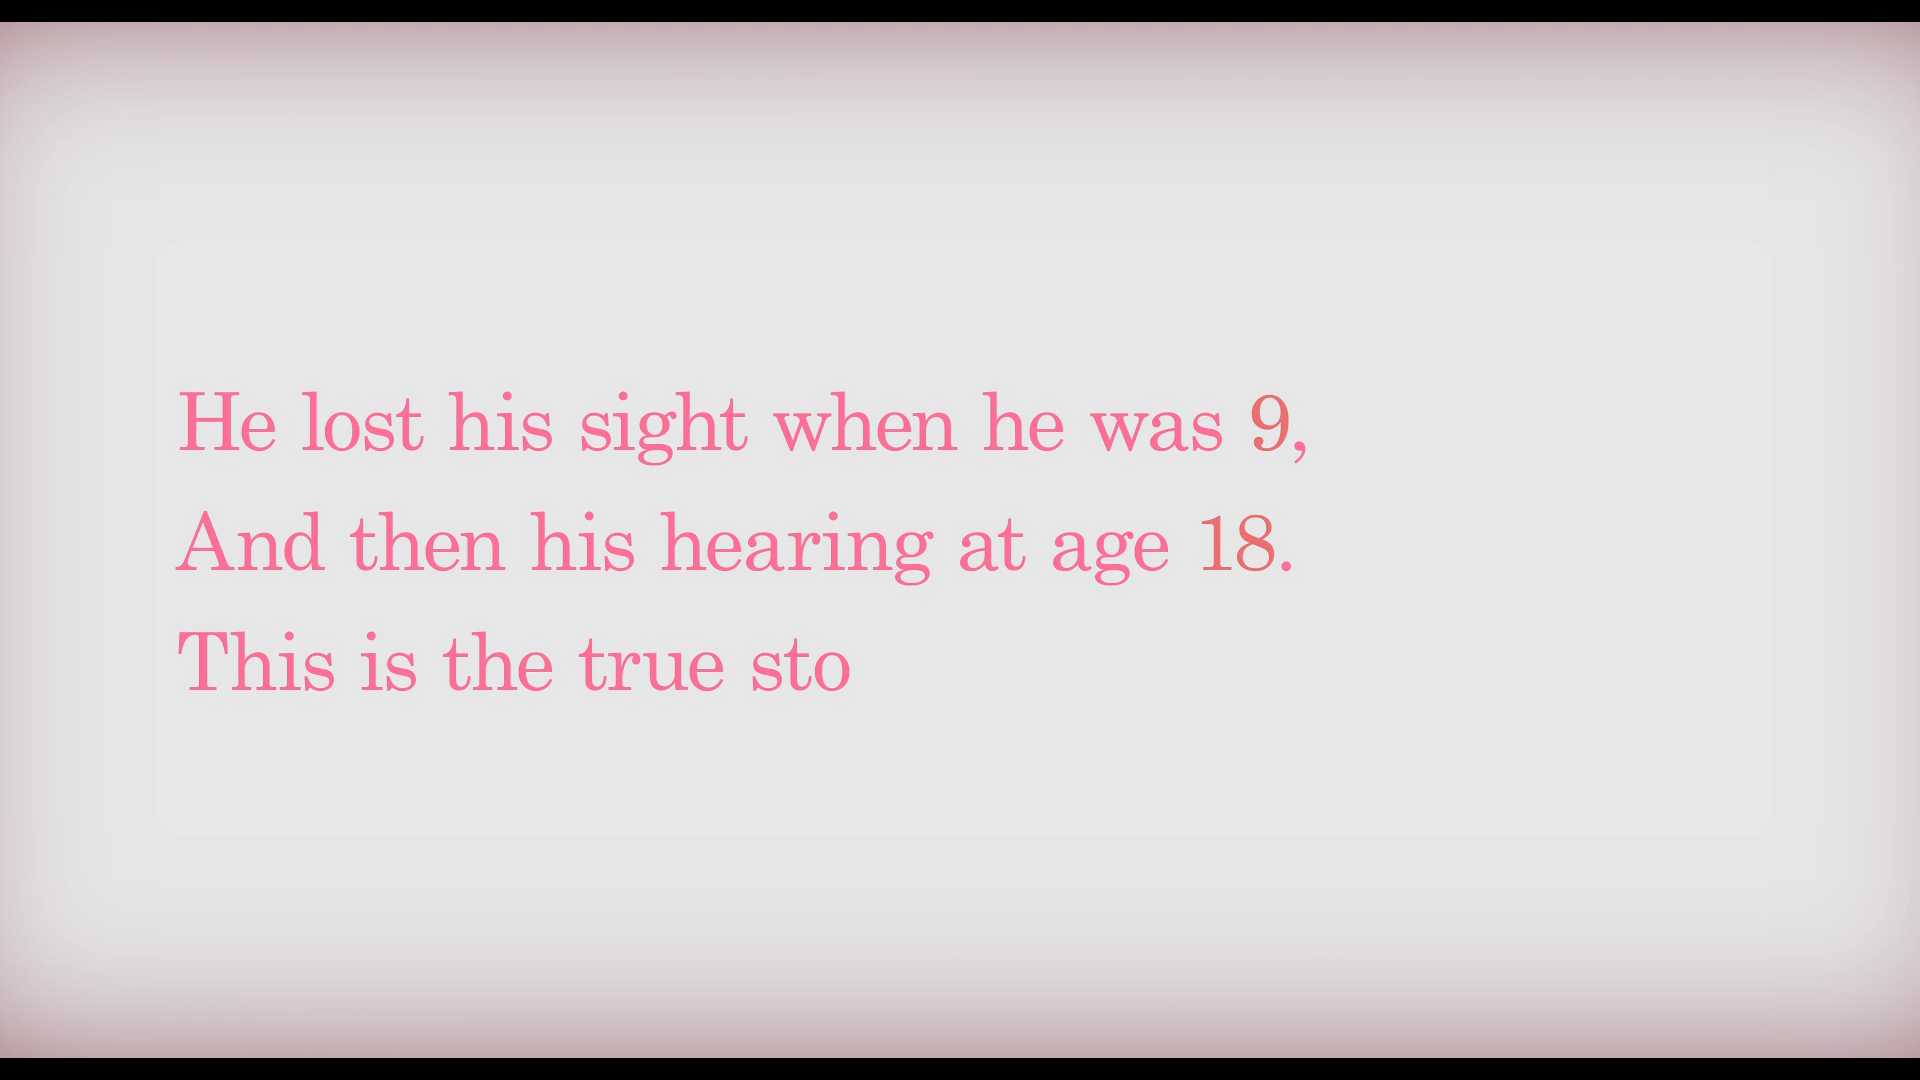 He lost his sight when he was 9,
And then his hearing at age 18.
This is the true sto